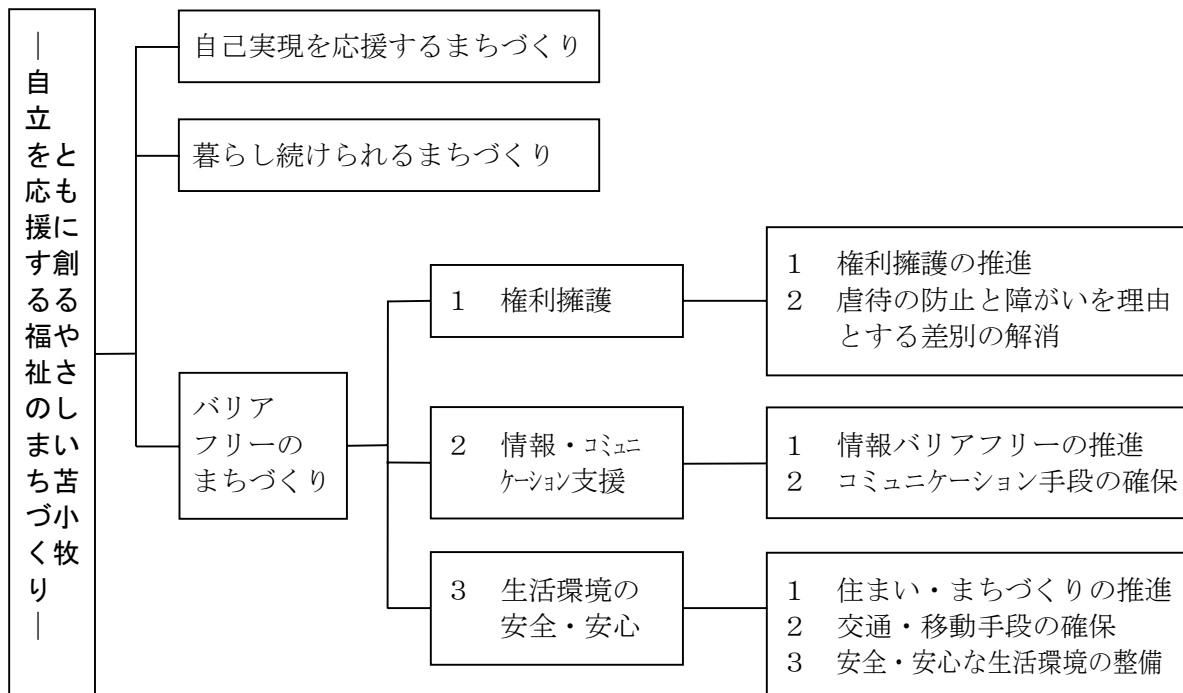 ともに創るやさしい苫小牧
―自立を応援する福祉のまちづくり―
自己実現を応援するまちづくり
暮らし続けられるまちづくり
バリア
フリーの
まちづくり
1 権利擁護
1 権利擁護の推進
2 虐待の防止と障がいを理由
とする差別の解消
2 情報・コミュニ
ケーション支援
1 情報バリアフリーの推進
2 コミュニケーション手段の確保
3 生活環境の
安全・安心
1 住まい・まちづくりの推進
2 交通・移動手段の確保
3 安全・安心な生活環境の整備